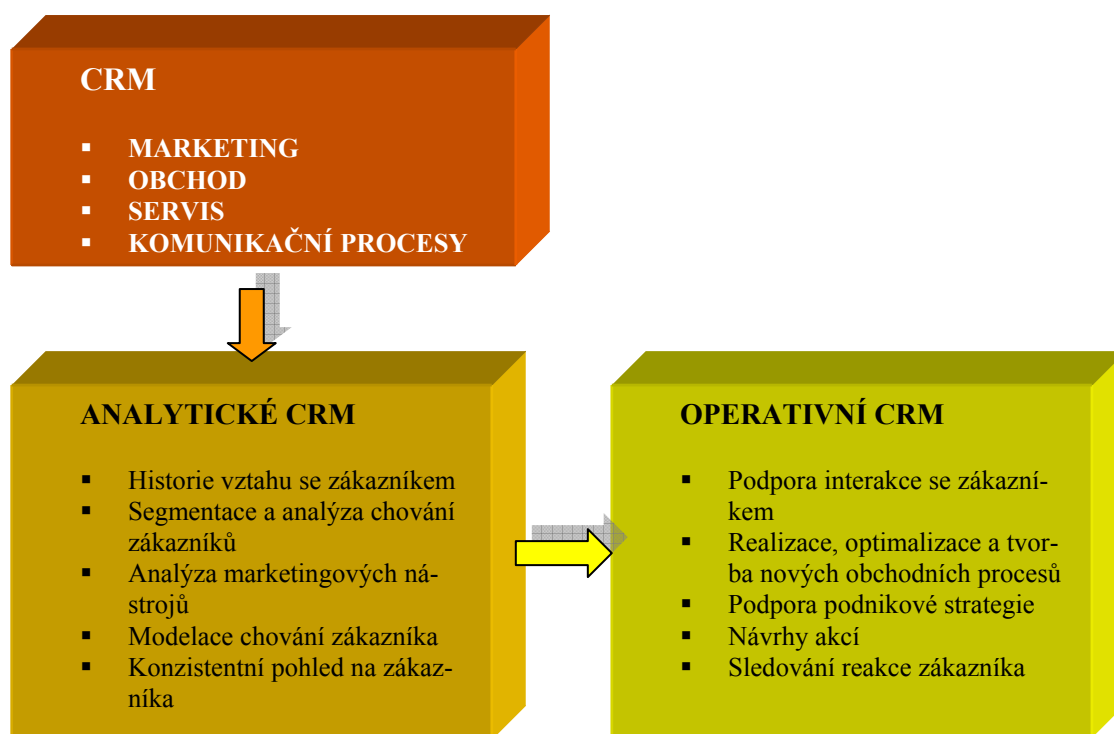 CRM
▪ MARKETING
▪ OBCHOD
▪ SERVIS
▪ KOMUNIKAČNÍ PROCESY
ANALYTICKÉ CRM
▪ Historie vztahu se zákazníkem
▪ Segmentace a analýza chování
zákazníků
▪ Analýza marketingových ná-
strojů
▪ Modelace chování zákazníka
▪ Konzistentní pohled na zákaz-
níka
OPERATIVNÍ CRM
▪ Podpora interakce se zákazní-
kem
▪ Realizace, optimalizace a tvor-
ba nových obchodních procesů
▪ Podpora podnikové strategie
▪ Návrhy akcí
▪ Sledování reakce zákazníka